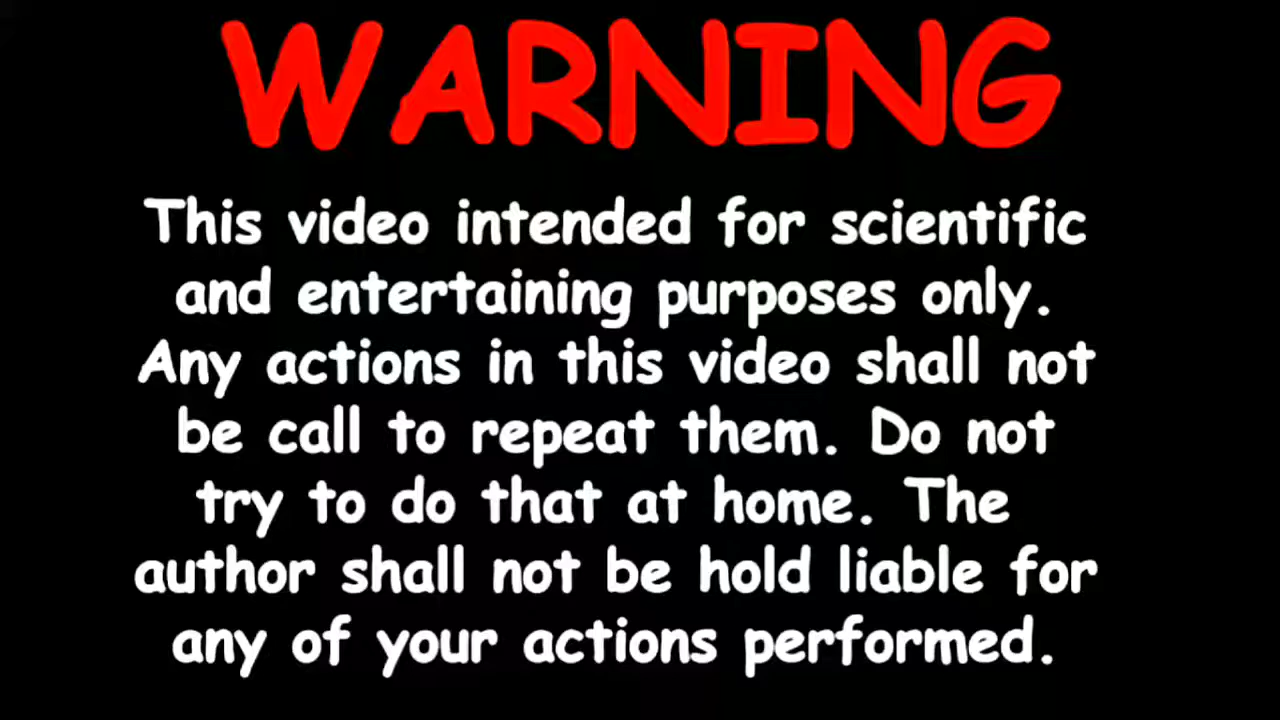 WARNING
This video intended for scientific
and entertaining purposes only.
Any actions in this video shall not
be call to repeat them. Do not
try to do that at home. The
author shall not be hold liable for
any of your actions performed.